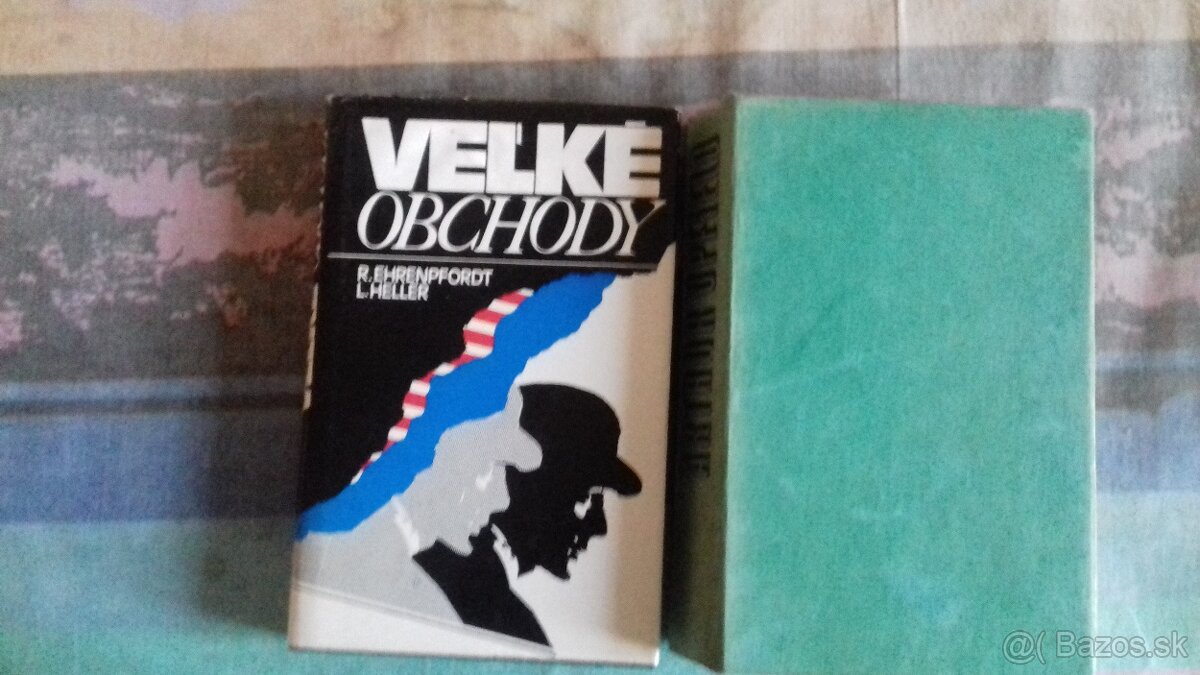 VEĽKÉ
OBCHODY
R. EHRENPFORDT
L. HELLER
@( Bazos.sk